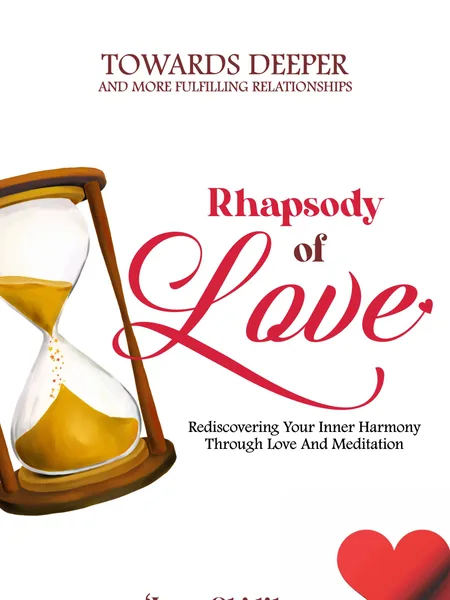 TOWARDS DEEPER
AND MORE FULFILLING RELATIONSHIPS
Rhapsody
of
Love
Rediscovering Your Inner Harmony
Through Love And Meditation